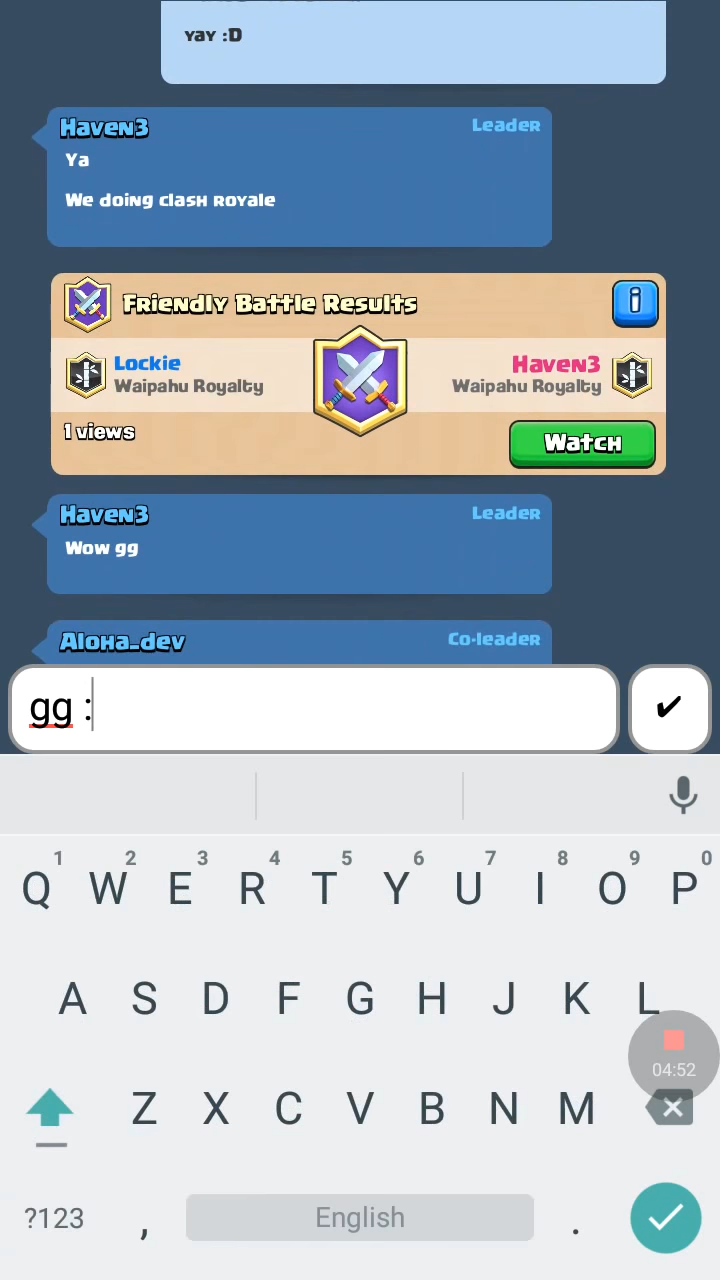 yay :D
Haven3
Leader
Ya
We doing clash royale
Friendly Battle Results
i
Lockie
Haven3
Waipahu Royalty
Waipahu Royalty
1 views
Watch
Haven3
Leader
Wow gg
Aloha_dev
Co-leader
gg :
1 2 3 4 5 6 7 8 9 0
Q W E R T Y U I O P
A S D F G H J K L
04:52
Z X C V B N M
?123 , English .